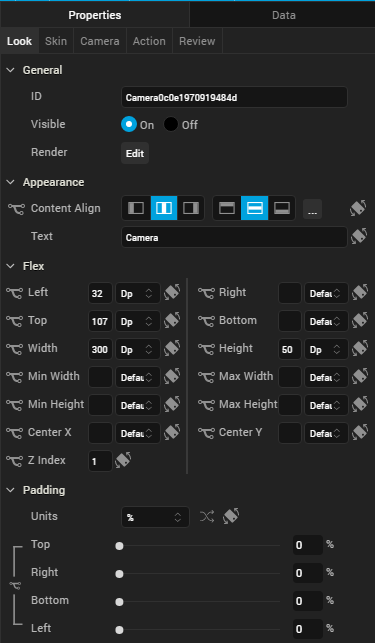 Properties Data
Look Skin Camera Action Review
General
ID Camera0c0e1970919484d
Visible On Off
Render Edit
Appearance
Content Align ...
Text Camera
Flex
Left 32 Dp Right Defau
Top 107 Dp Bottom Defau
Width 300 Dp Height 50 Dp
Min Width Defau Max Width Defau
Min Height Defau Max Height Defau
Center X Defau Center Y Defau
Z Index 1
Padding
Units %
Top 0 %
Right 0 %
Bottom 0 %
Left 0 %